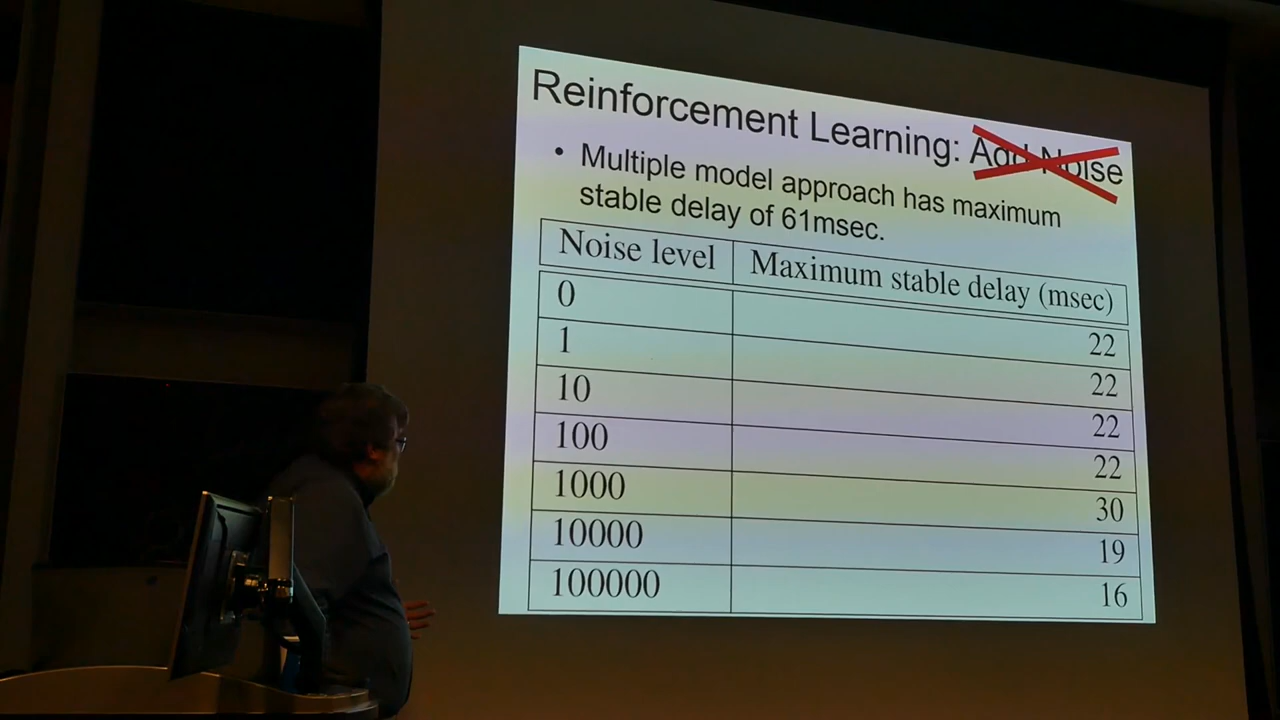 Reinforcement Learning: Add Noise
• Multiple model approach has maximum
stable delay of 61msec.
Noise level Maximum stable delay (msec)
0 22
1 22
10 22
100 22
1000 30
10000 19
100000 16